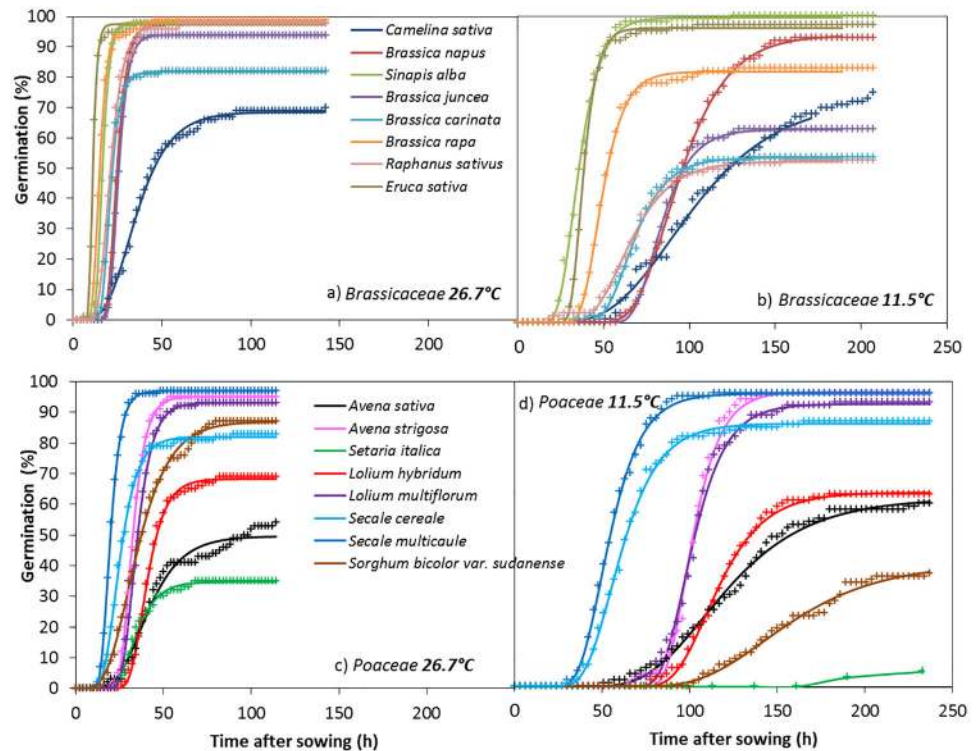 100
90
80
70
60
50
40
30
20
10
0
Germination (%)
Camelina sativa
Brassica napus
Sinapis alba
Brassica juncea
Brassica carinata
Brassica rapa
Raphanus sativus
Eruca sativa
a) Brassicaceae 26.7°C
0 50 100 150 200
b) Brassicaceae 11.5°C
0 50 100 150 200 250
100
90
80
70
60
50
40
30
20
10
0
Germination (%)
Avena sativa
Avena strigosa
Setaria italica
Lolium hybridum
Lolium multiflorum
Secale cereale
Secale multicaule
Sorghum bicolor var. sudanense
c) Poaceae 26.7°C
0 50 100 150 200
Time after sowing (h)
d) Poaceae 11.5°C
0 50 100 150 200 250
Time after sowing (h)